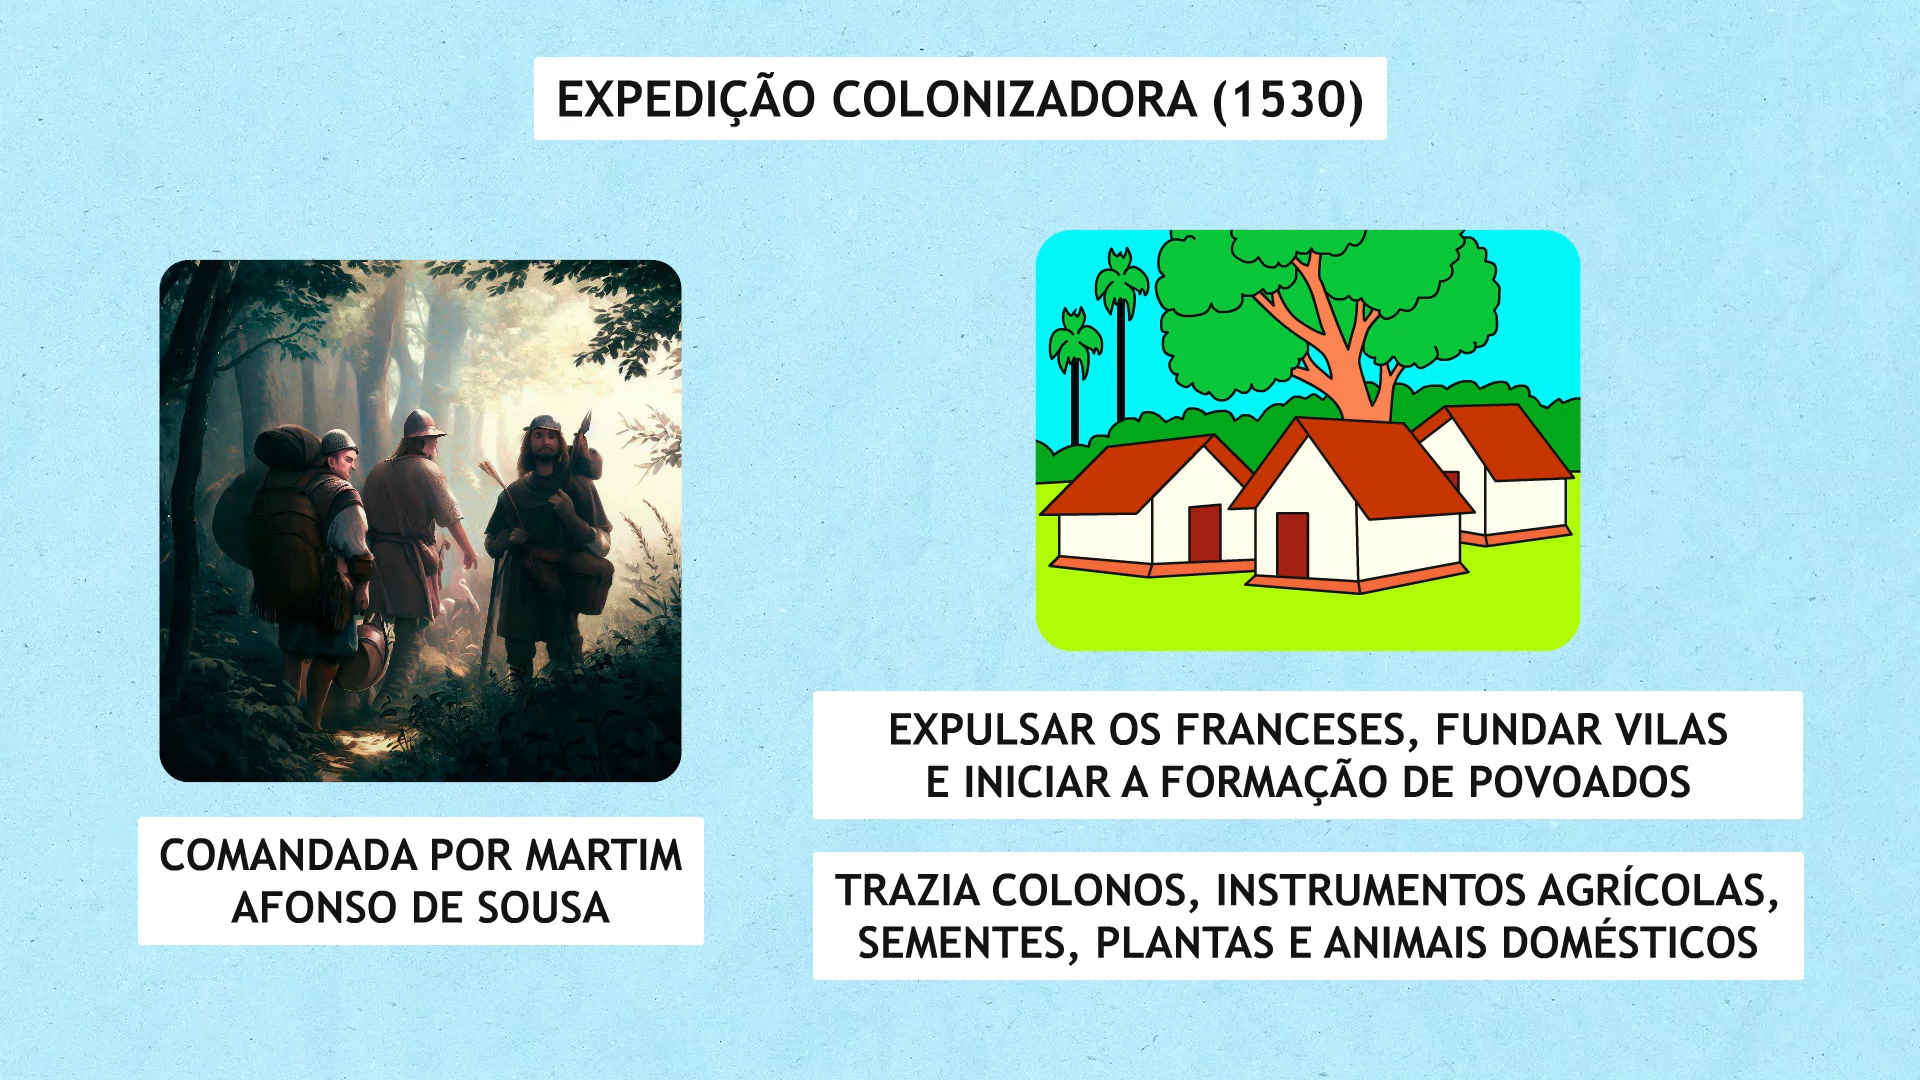 EXPEDIÇÃO COLONIZADORA (1530)
COMANDADA POR MARTIM
AFONSO DE SOUSA
EXPULSAR OS FRANCESES, FUNDAR VILAS
E INICIAR A FORMAÇÃO DE POVOADOS
TRAZIA COLONOS, INSTRUMENTOS AGRÍCOLAS,
SEMENTES, PLANTAS E ANIMAIS DOMÉSTICOS